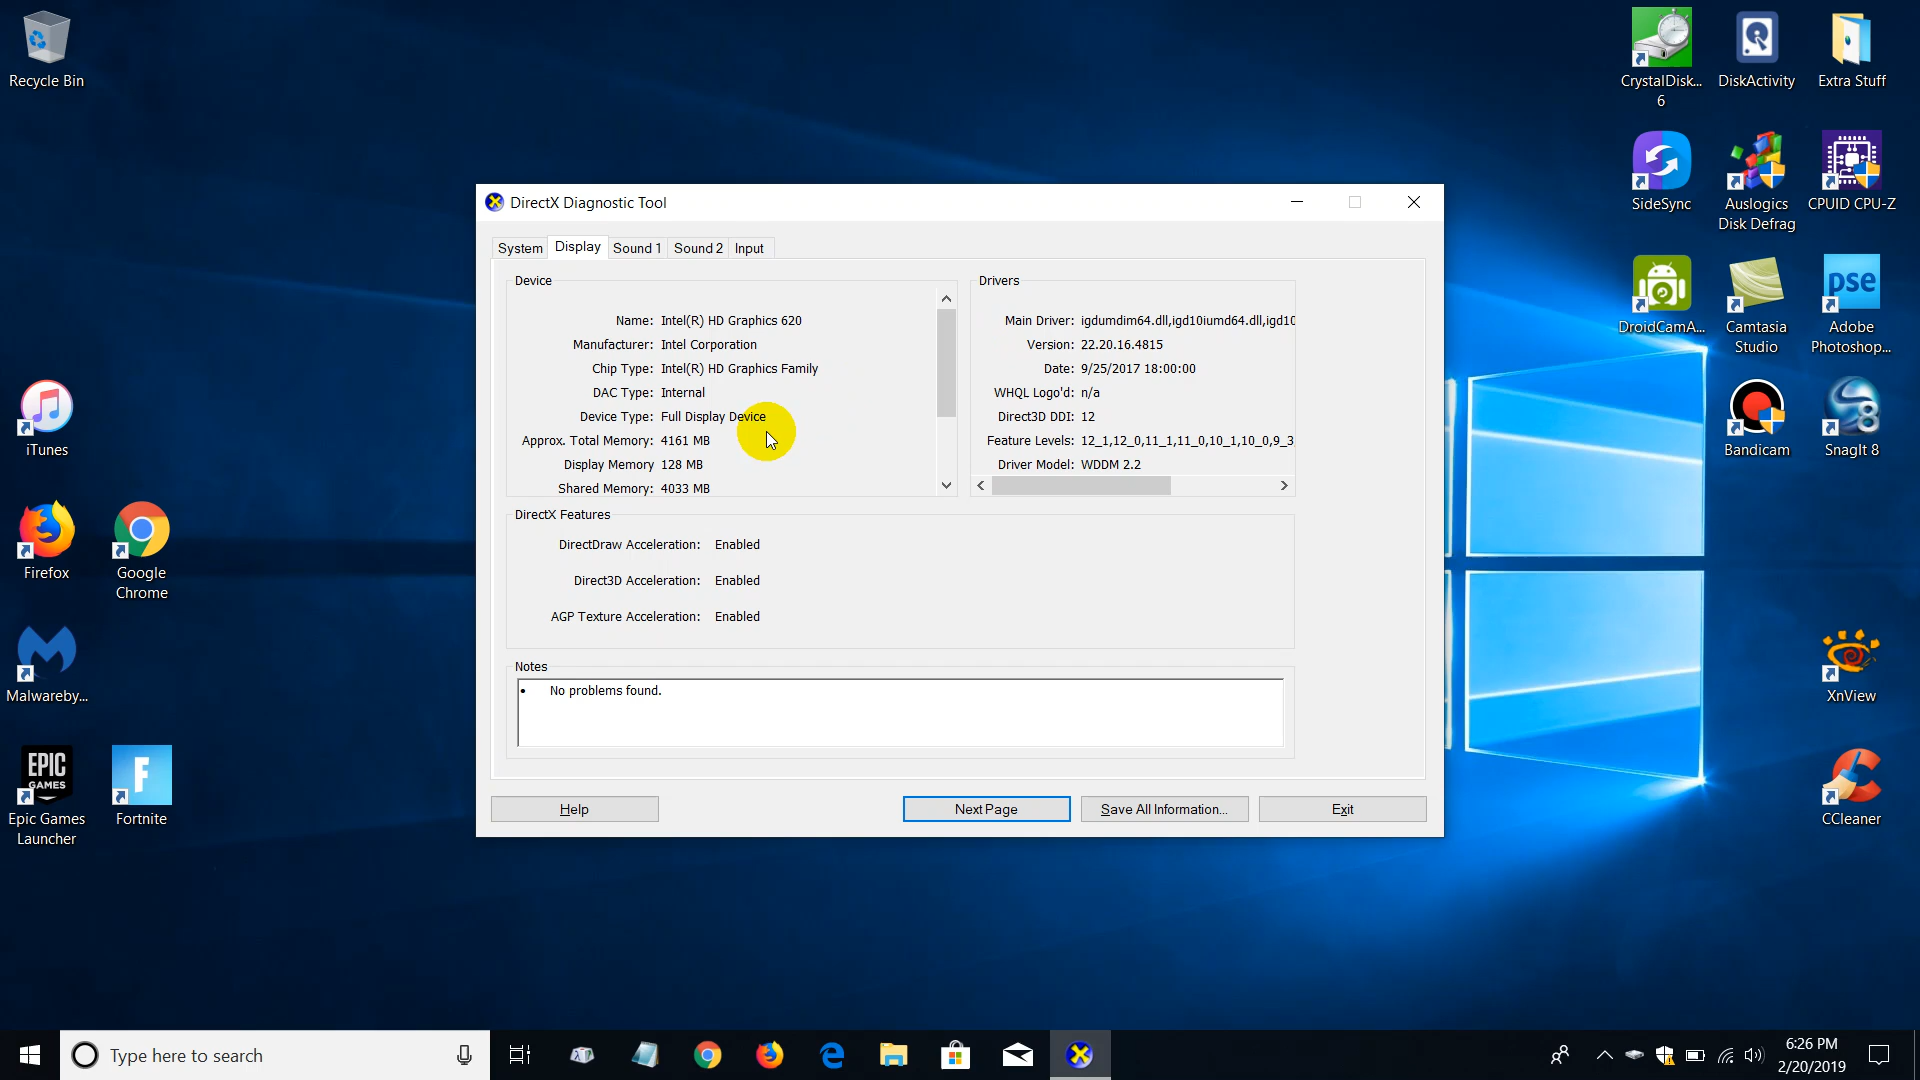 Recycle Bin
CrystalDisk...
6
DiskActivity
Extra Stuff
SideSync
Auslogics
Disk Defrag
CPUID CPU-Z
DroidCamA...
Camtasia
Studio
pse
Adobe
Photoshop...
iTunes
Bandicam
S8
SnagIt 8
Firefox
Google
Chrome
Malwareby...
XnView
EPIC
GAMES
Epic Games
Launcher
F
Fortnite
CCleaner
DirectX Diagnostic Tool
System Display Sound 1 Sound 2 Input
Device
Name: Intel(R) HD Graphics 620
Manufacturer: Intel Corporation
Chip Type: Intel(R) HD Graphics Family
DAC Type: Internal
Device Type: Full Display Device
Approx. Total Memory: 4161 MB
Display Memory 128 MB
Shared Memory: 4033 MB
Drivers
Main Driver: igdumdim64.dll,igd10iumd64.dll,igd10
Version: 22.20.16.4815
Date: 9/25/2017 18:00:00
WHQL Logo'd: n/a
Direct3D DDI: 12
Feature Levels: 12_1,12_0,11_1,11_0,10_1,10_0,9_3
Driver Model: WDDM 2.2
DirectX Features
DirectDraw Acceleration: Enabled
Direct3D Acceleration: Enabled
AGP Texture Acceleration: Enabled
Notes
• No problems found.
Help
Next Page
Save All Information...
Exit
Type here to search
6:26 PM
2/20/2019